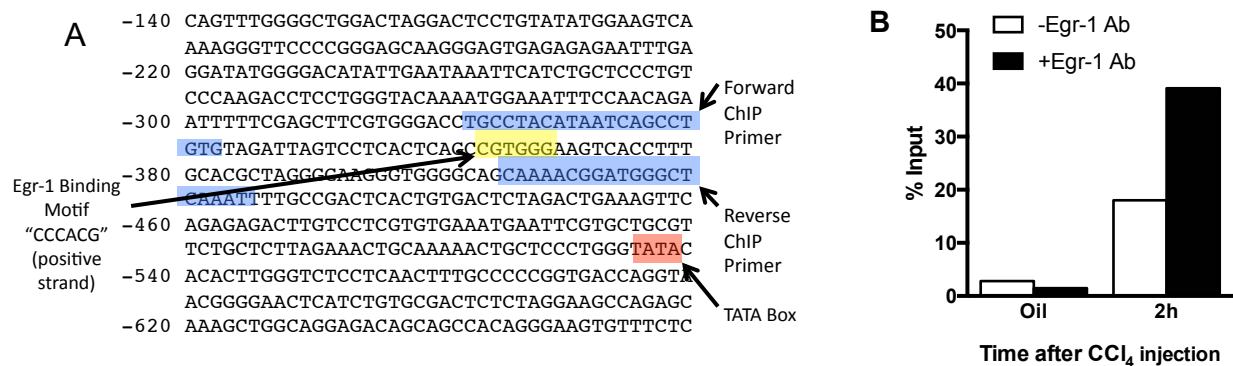 A
−140 CAGTTTGGGGCTGGACTAGGACTCCTGTATATGGAAGTCA
AAAGGGTTCCCCGGGAGCAAGGGAGTGAGAGAGAATTTGA
−220 GGATATGGGGACATATTGAATAAATTCATCTGCTCCCTGT
CCCAAGACCTCCTGGGTACAAAATGGAAATTTCCAACAGA
−300 ATTTTTCGAGCTTCGTGGGACCTGCCTACATAATCAGCCT
GTGTAGATTAGTCCTCACTCAGCCGTGGGAAGTCACCTTT
−380 GCACGCTAGGGCAAGGGTGGGGCAGCAAAACGGATGGGCT
CAAATTTTGCCGACTCACTGTGACTCTAGACTGAAAGTTC
−460 AGAGAGACTTGTCCTCGTGTGAAATGAATTCGTGCTGCGT
TCTGCTCTTAGAAACTGCAAAAACTGCTCCCTGGGTATAC
−540 ACACTTGGGTCTCCTCAACTTTGCCCCCGGTGACCAGGTA
ACGGGGAACTCATCTGTGCGACTCTCTAGGAAGCCAGAGC
−620 AAAGCTGGCAGGAGACAGCAGCCACAGGGAAGTGTTTCTC
Egr-1 Binding
Motif
“CCCACG”
(positive
strand)
Forward
ChIP
Primer
Reverse
ChIP
Primer
TATA Box
B
-Egr-1 Ab
+Egr-1 Ab
% Input
50
40
30
20
10
0
Oil 2h
Time after CCl4 injection